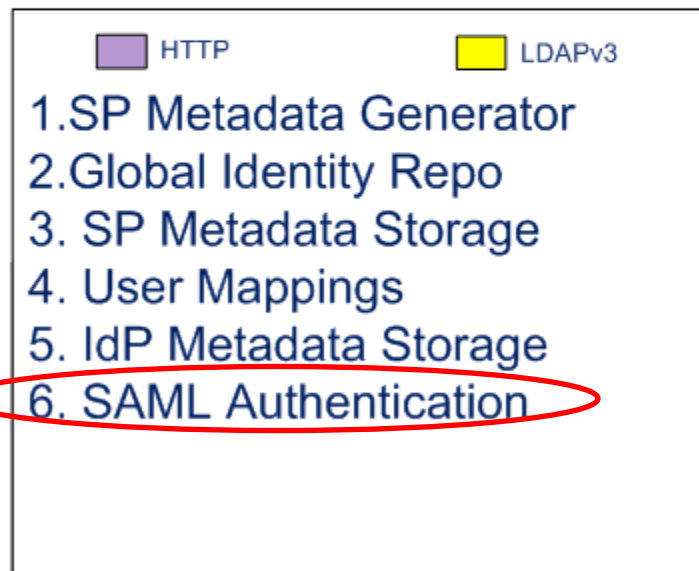 HTTP LDAPv3
1.SP Metadata Generator
2.Global Identity Repo
3. SP Metadata Storage
4. User Mappings
5. IdP Metadata Storage
6. SAML Authentication